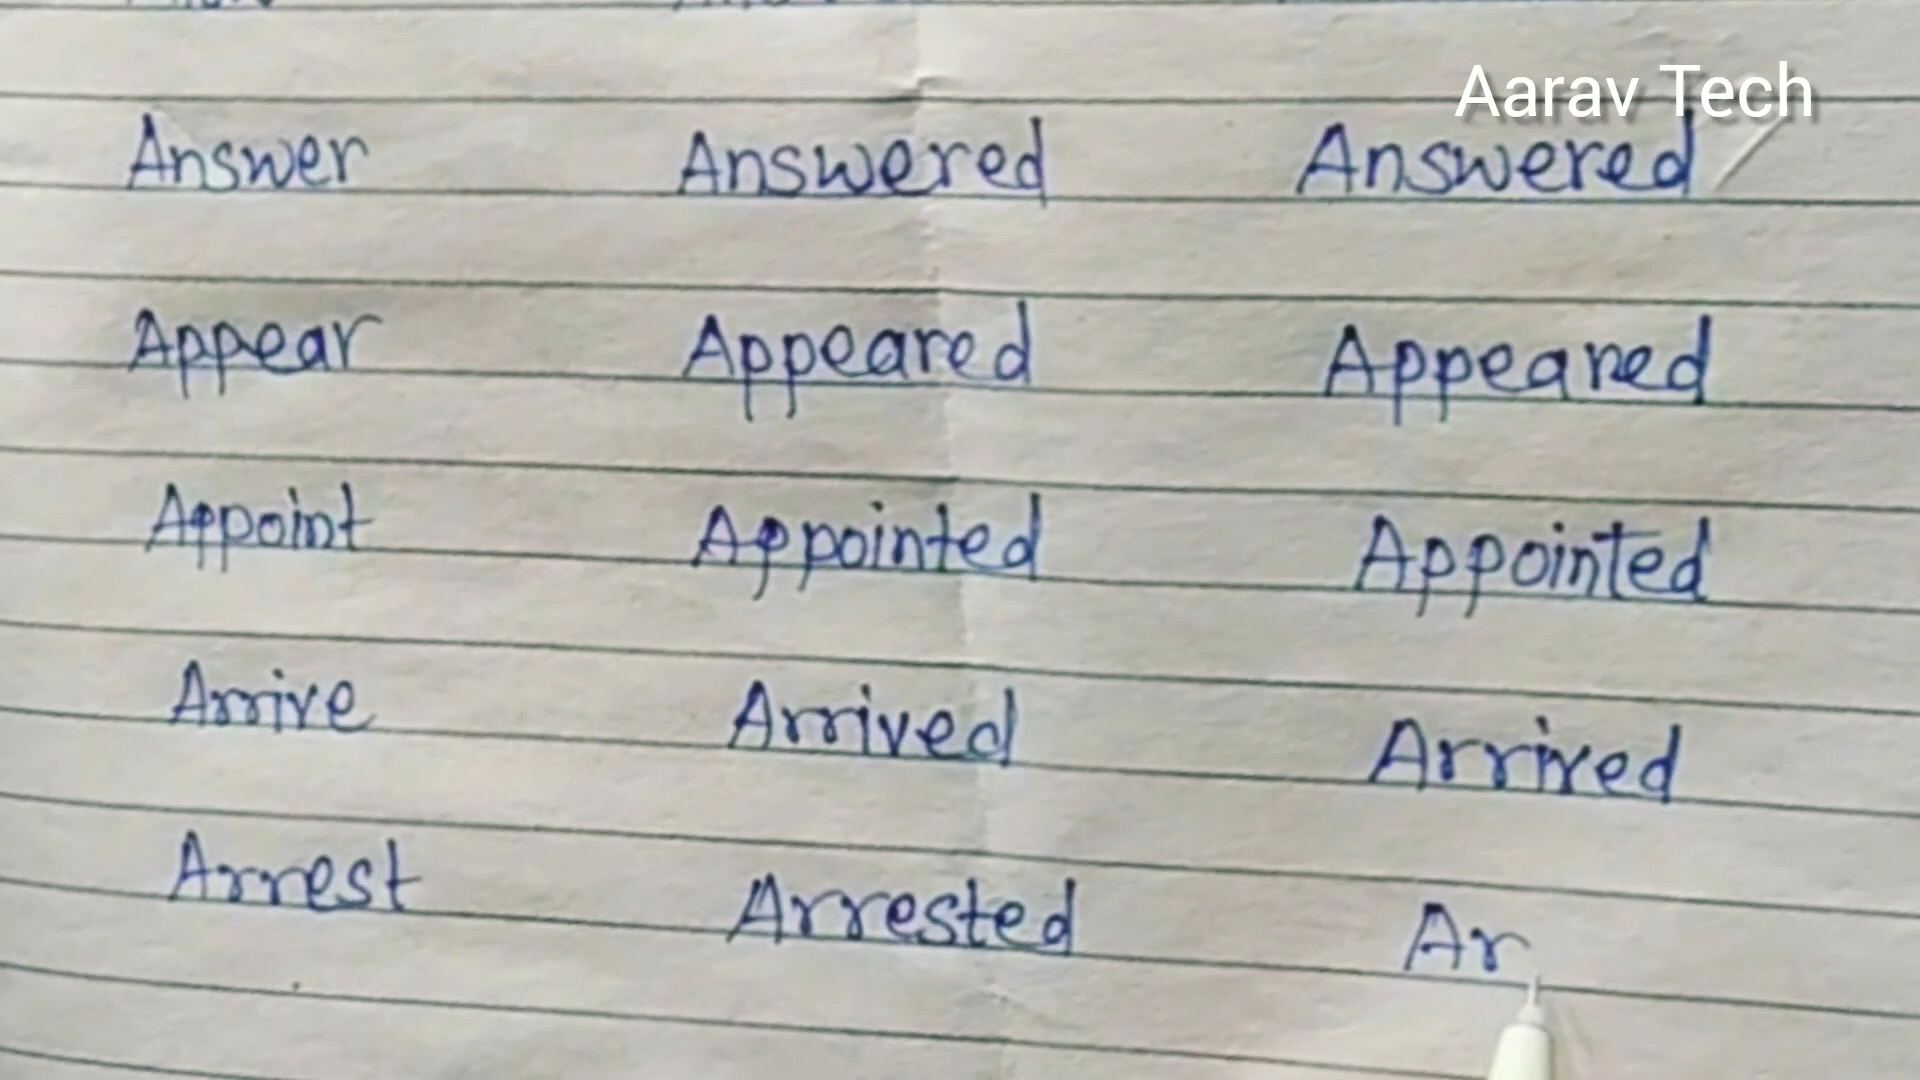 Aarav Tech
Answer Answered Answered
Appear Appeared Appeared
Appoint Appointed Appointed
Arrive Arrived Arrived
Arrest Arrested Ar